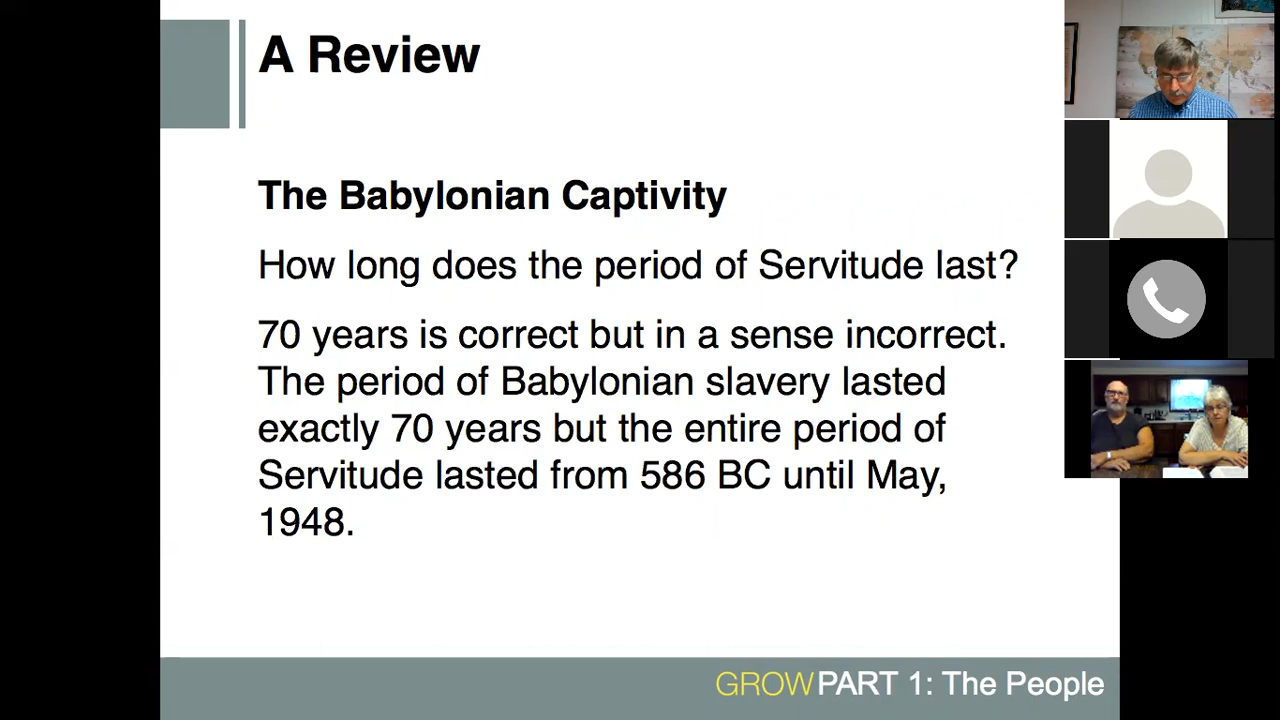 A Review
The Babylonian Captivity
How long does the period of Servitude last?
70 years is correct but in a sense incorrect.
The period of Babylonian slavery lasted
exactly 70 years but the entire period of
Servitude lasted from 586 BC until May,
1948.
GROWPART 1: The People